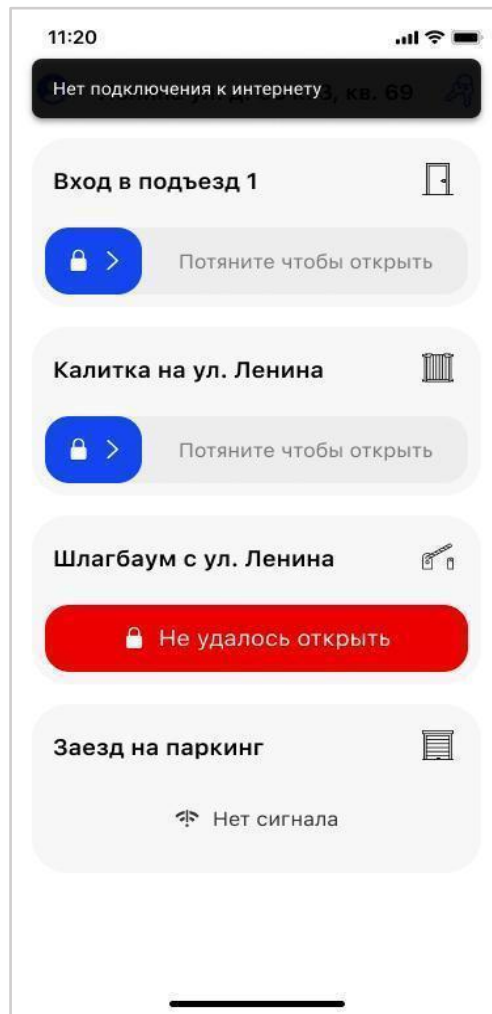 11:20
Нет подключения к интернету
кв. 69
Вход в подъезд 1
Потяните чтобы открыть
Калитка на ул. Ленина
Потяните чтобы открыть
Шлагбаум с ул. Ленина
Не удалось открыть
Заезд на паркинг
Нет сигнала